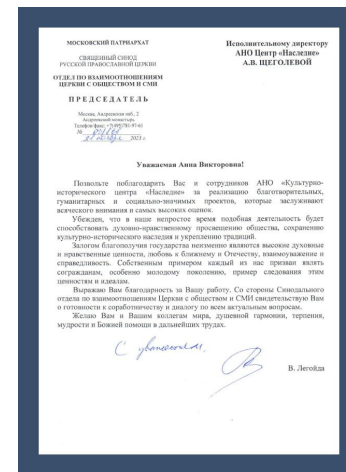 МОСКОВСКИЙ ПАТРИАРХАТ
СВЯЩЕННЫЙ СИНОД
РУССКОЙ ПРАВОСЛАВНОЙ ЦЕРКВИ
ОТДЕЛ ПО ВЗАИМООТНОШЕНИЯМ
ЦЕРКВИ С ОБЩЕСТВОМ И СМИ
ПРЕДСЕДАТЕЛЬ
Москва, Андреевская наб., 2
Андреевский монастырь
Телефон/факс:
№
2023 г.
Исполнительному директору
АНО Центр «Наследие»
А.В. ЩЕГОЛЕВОЙ
Уважаемая Анна Викторовна!
Позвольте поблагодарить Вас и сотрудников АНО «Культурно-
исторического центра «Наследие» за реализацию благотворительных,
гуманитарных и социально-значимых проектов, которые заслуживают
всяческого внимания и самых высоких оценок.
Убежден, что в наше непростое время подобная деятельность будет
способствовать духовно-нравственному просвещению общества, сохранению
культурно-исторического наследия и укреплению традиций.
Залогом благополучия государства неизменно являются высокие духовные
и нравственные ценности, любовь к ближнему и Отечеству, взаимоуважение и
справедливость. Собственным примером каждый из нас призван являть
согражданам, особенно молодому поколению, пример следования этим
ценностям и идеалам.
Выражаю Вам благодарность за Вашу работу. Со стороны Синодального
отдела по взаимоотношениям Церкви с обществом и СМИ свидетельствую Вам
о готовности к соработничеству и диалогу по всем актуальным вопросам.
Желаю Вам и Вашим коллегам мира, душевной гармонии, терпения,
мудрости и Божией помощи в дальнейших трудах.
С уважением,
В. Легойда